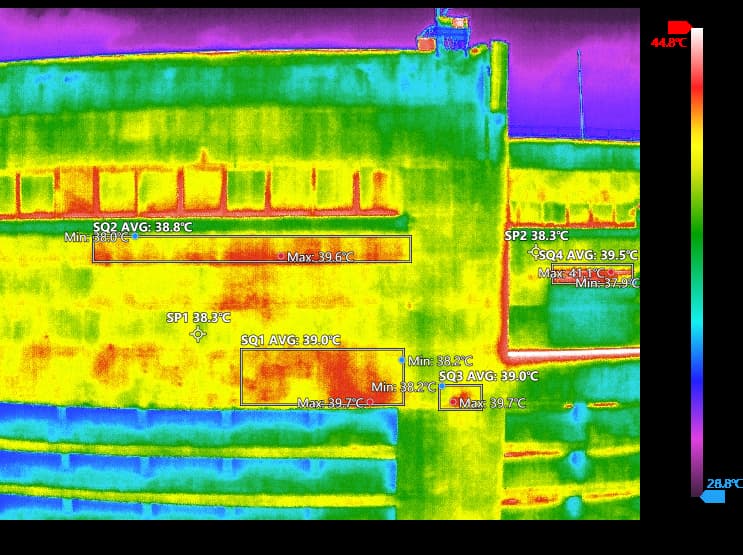 44.8℃
SQ2 AVG: 38.8℃
Min: 38.0℃
Max: 39.6℃
SP2 38.3℃
SQ4 AVG: 39.5℃
Max: 41.1℃
Min: 37.9℃
SP1 38.3℃
SQ1 AVG: 39.0℃
Min: 38.2℃
Max: 39.7℃
SQ3 AVG: 39.0℃
Min: 38.2℃
Max: 39.7℃
28.8℃